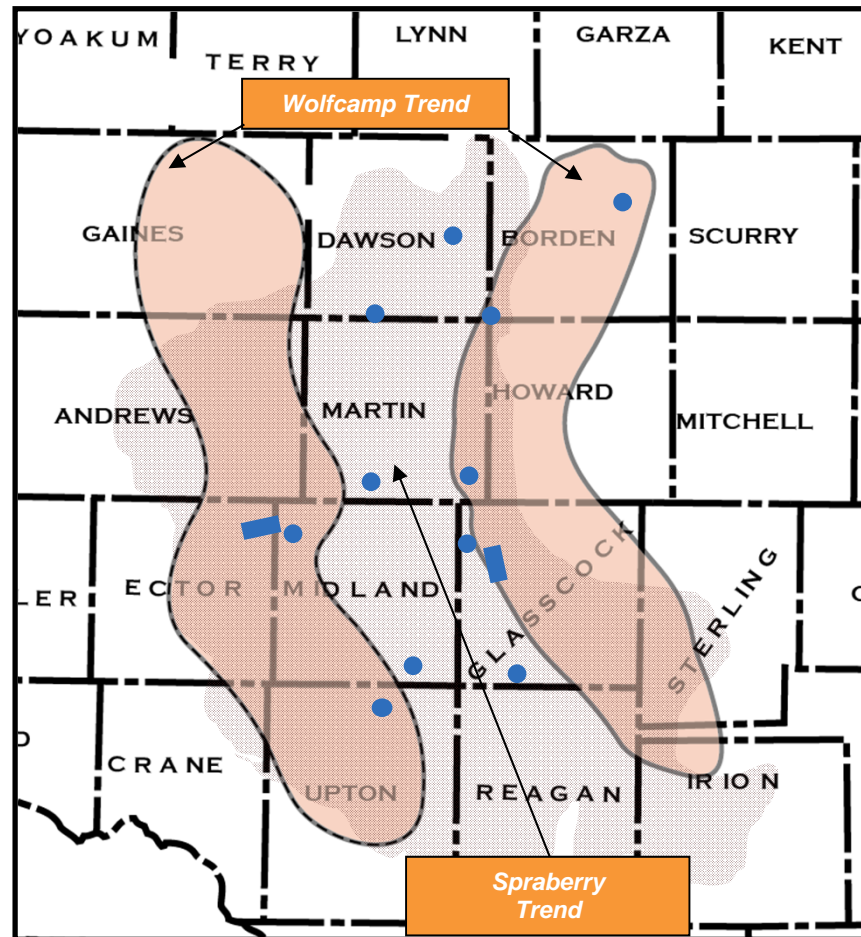 YOAKUM
TERRY
LYNN
GARZA
KENT
Wolfcamp Trend
GAINES
DAWSON
BORDEN
SCURRY
ANDREWS
MARTIN
HOWARD
MITCHELL
LER
ECTOR
MIDLAND
GLASSCOCK
STERLING
C
D
CRANE
UPTON
REAGAN
IRION
Spraberry
Trend